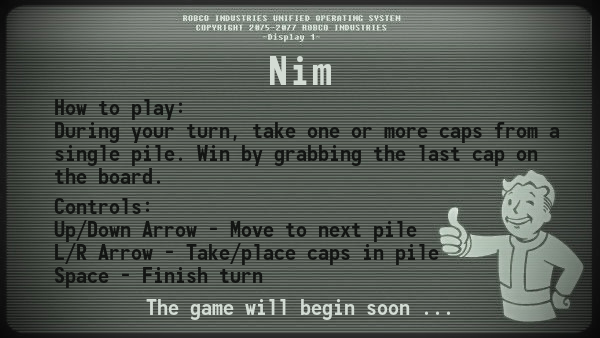 ROBCO INDUSTRIES UNIFIED OPERATING SYSTEM
COPYRIGHT 2075-2077 ROBCO INDUSTRIES
-Display 1-
Nim
How to play:
During your turn, take one or more caps from a
single pile. Win by grabbing the last cap on
the board.
Controls:
Up/Down Arrow - Move to next pile
L/R Arrow - Take/place caps in pile
Space - Finish turn
The game will begin soon ...